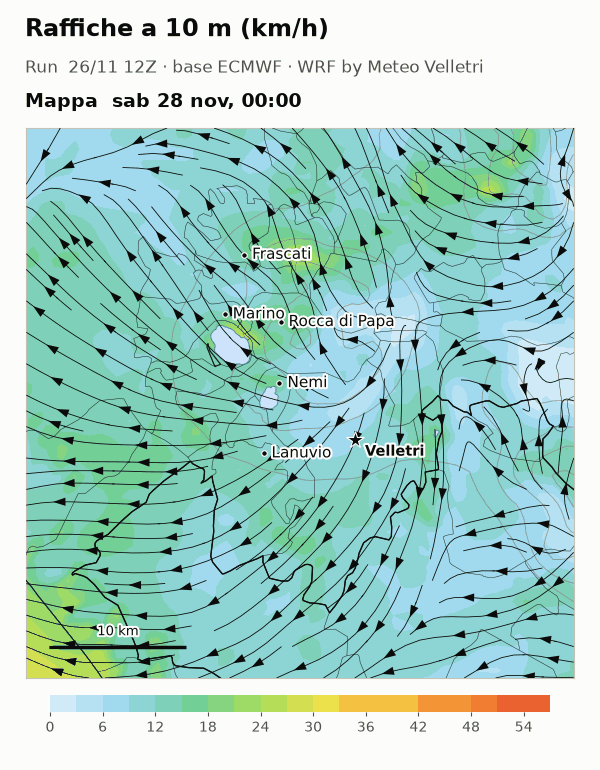 Raffiche a 10 m (km/h)
Run  26/11 12Z · base ECMWF · WRF by Meteo Velletri
Mappa  sab 28 nov, 00:00
Frascati
Marino
Rocca di Papa
Nemi
Velletri
Lanuvio
10 km
0 6 12 18 24 30 36 42 48 54